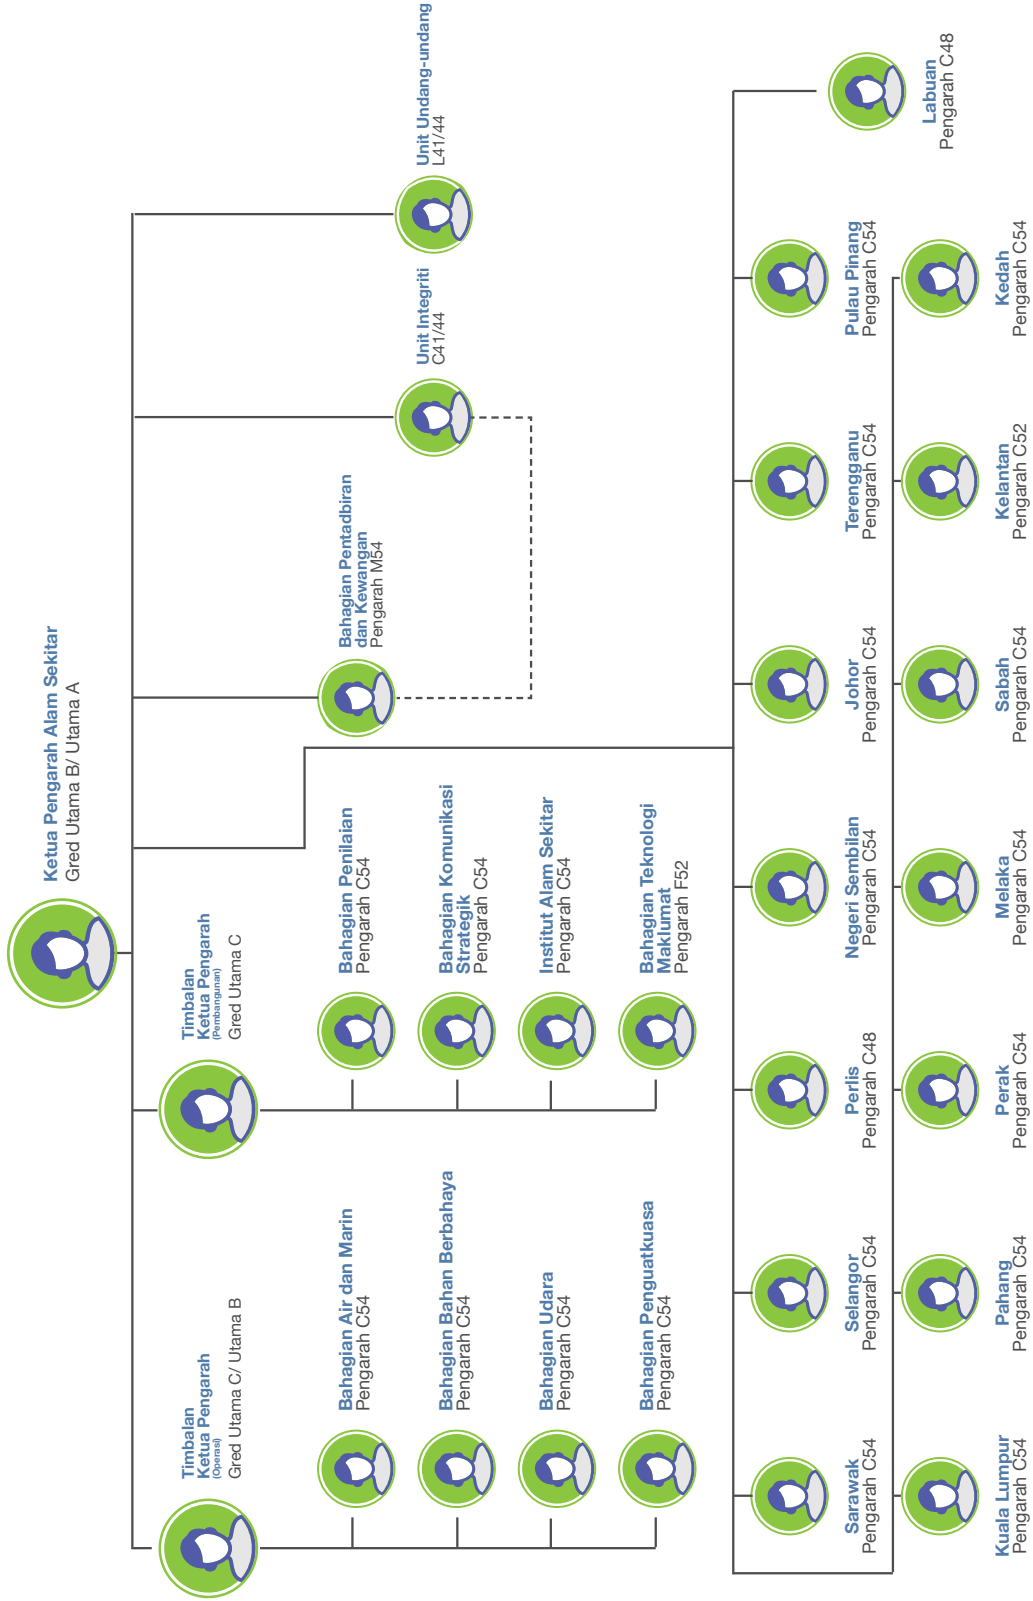 Ketua Pengarah Alam Sekitar
Gred Utama B/ Utama A
Timbalan
Ketua Pengarah
(Operasi)
Gred Utama C/ Utama B
Timbalan
Ketua Pengarah
(Pembangunan)
Gred Utama C
Bahagian Air dan Marin
Pengarah C54
Bahagian Bahan Berbahaya
Pengarah C54
Bahagian Udara
Pengarah C54
Bahagian Penguatkuasa
Pengarah C54
Bahagian Penilaian
Pengarah C54
Bahagian Komunikasi
Strategik
Pengarah C54
Institut Alam Sekitar
Pengarah C54
Bahagian Teknologi
Maklumat
Pengarah F52
Bahagian Pentadbiran
dan Kewangan
Pengarah M54
Unit Integriti
C41/44
Unit Undang-undang
L41/44
Sarawak
Pengarah C54
Selangor
Pengarah C54
Perlis
Pengarah C48
Negeri Sembilan
Pengarah C54
Johor
Pengarah C54
Terengganu
Pengarah C54
Pulau Pinang
Pengarah C54
Labuan
Pengarah C48
Kuala Lumpur
Pengarah C54
Pahang
Pengarah C54
Perak
Pengarah C54
Melaka
Pengarah C54
Sabah
Pengarah C54
Kelantan
Pengarah C52
Kedah
Pengarah C54